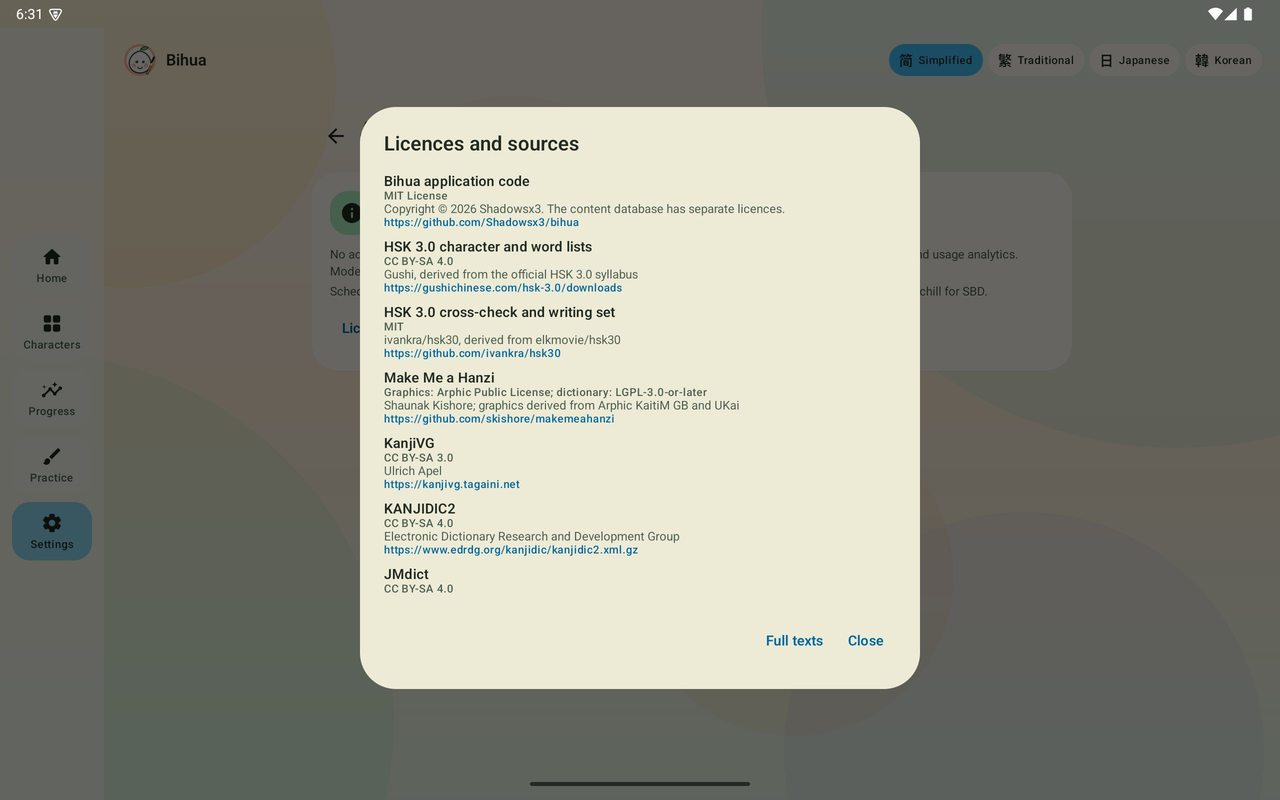 6:31
Bihua
简 Simplified
繁 Traditional
日 Japanese
韓 Korean
Home
Characters
Progress
Practice
Settings
Licences and sources
Bihua application code
MIT License
Copyright © 2026 Shadowsx3. The content database has separate licences.
https://github.com/Shadowsx3/bihua
HSK 3.0 character and word lists
CC BY-SA 4.0
Gushi, derived from the official HSK 3.0 syllabus
https://gushichinese.com/hsk-3.0/downloads
HSK 3.0 cross-check and writing set
MIT
ivankra/hsk30, derived from elkmovie/hsk30
https://github.com/ivankra/hsk30
Make Me a Hanzi
Graphics: Arphic Public License; dictionary: LGPL-3.0-or-later
Shaunak Kishore; graphics derived from Arphic KaitiM GB and UKai
https://github.com/skishore/makemeahanzi
KanjiVG
CC BY-SA 3.0
Ulrich Apel
https://kanjivg.tagaini.net
KANJIDIC2
CC BY-SA 4.0
Electronic Dictionary Research and Development Group
https://www.edrdg.org/kanjidic/kanjidic2.xml.gz
JMdict
CC BY-SA 4.0
Full texts
Close
No
usage analytics.
chill for SBD.